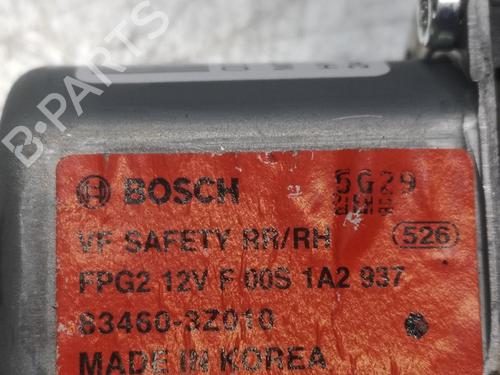 BOSCH 5G29
VF SAFETY RR/RH 526
FPG2 12V F 00S 1A2 937
83460-3Z010
MADE IN KOREA
B-PARTS